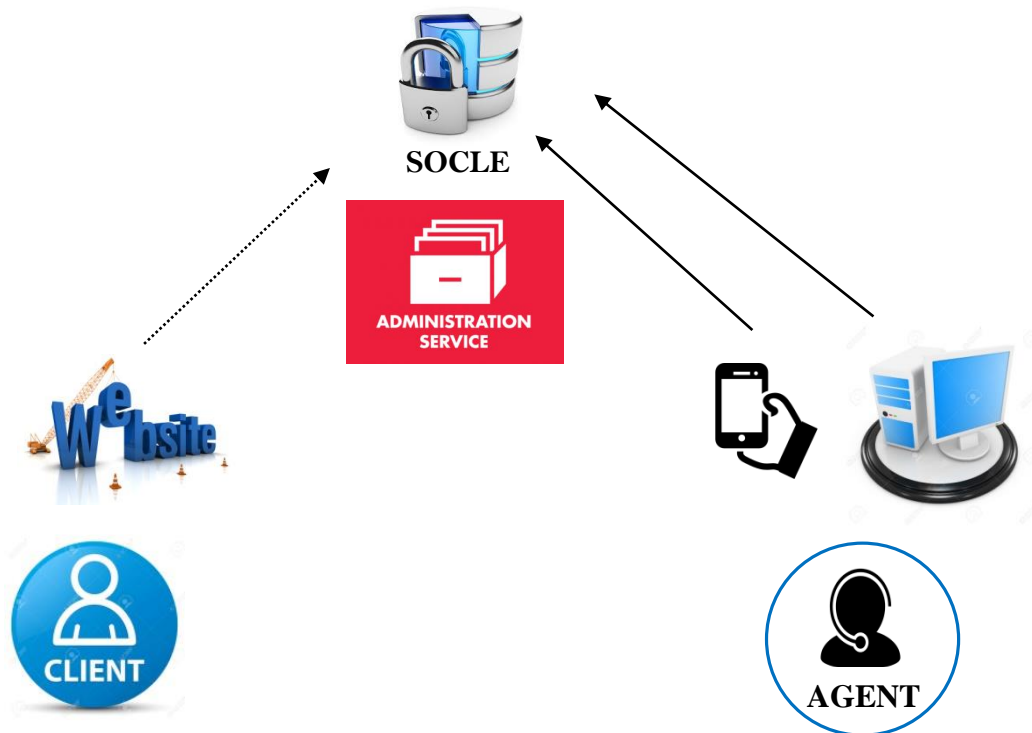 SOCLE
ADMINISTRATION
SERVICE
Website
CLIENT
AGENT